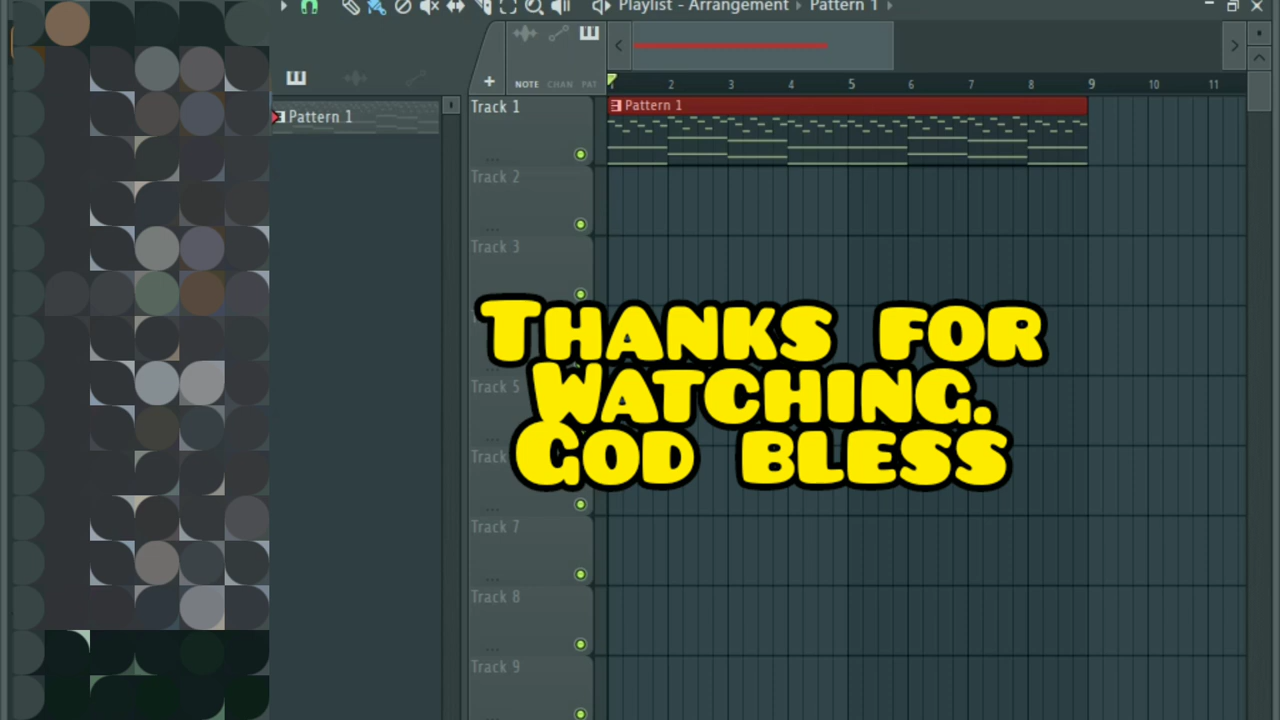 Playlist - Arrangement › Pattern 1 ›
NOTE CHAN PAT
2 3 4 5 6 7 8 9 10 11
Pattern 1
Track 1
Pattern 1
Track 2
Track 3
Thanks for
Watching.
God bless
Track 5
Track
Track 7
Track 8
Track 9